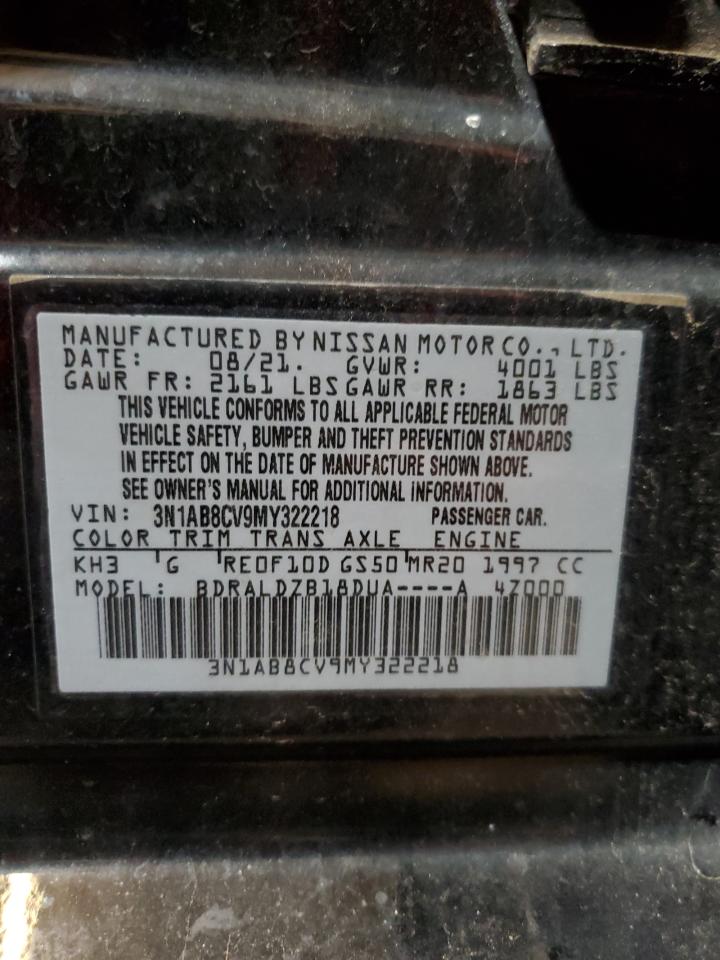 MANUFACTURED BY NISSAN MOTOR CO., LTD.
DATE: 08/21. GVWR: 4001 LBS
GAWR FR: 2161 LBS GAWR RR: 1863 LBS
THIS VEHICLE CONFORMS TO ALL APPLICABLE FEDERAL MOTOR
VEHICLE SAFETY, BUMPER AND THEFT PREVENTION STANDARDS
IN EFFECT ON THE DATE OF MANUFACTURE SHOWN ABOVE.
SEE OWNER'S MANUAL FOR ADDITIONAL INFORMATION.
VIN: 3N1AB8CV9MY322218 PASSENGER CAR.
COLOR TRIM TRANS AXLE ENGINE
KH3 G RE0F10D GS50 MR20 1997 CC
MODEL: BDRALDZB18DUA----A 4Z000
3N1AB8CV9MY322218